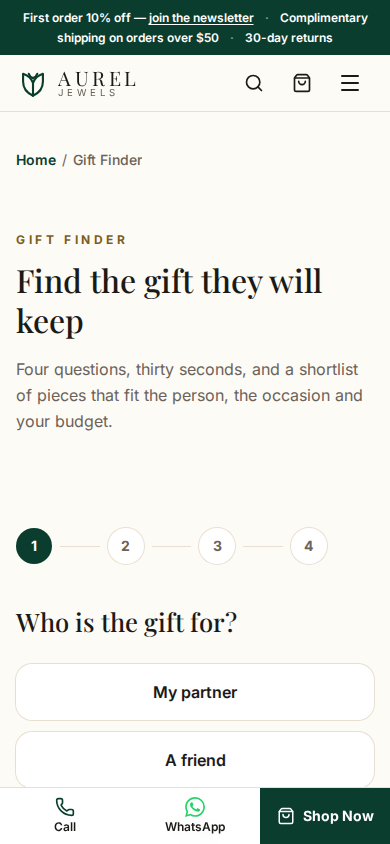 First order 10% off — join the newsletter · Complimentary
shipping on orders over $50 · 30-day returns
AUREL
JEWELS
Home / Gift Finder
GIFT FINDER
Find the gift they will
keep
Four questions, thirty seconds, and a shortlist
of pieces that fit the person, the occasion and
your budget.
1 2 3 4
Who is the gift for?
My partner
A friend
Call WhatsApp Shop Now